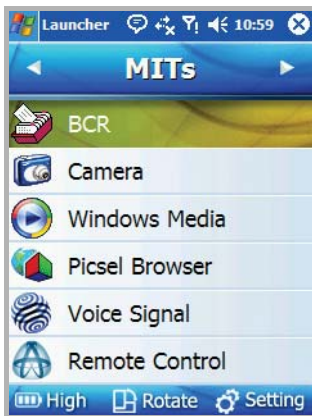 Launcher 10:59
MITs
BCR
Camera
Windows Media
Picsel Browser
Voice Signal
Remote Control
High Rotate Setting